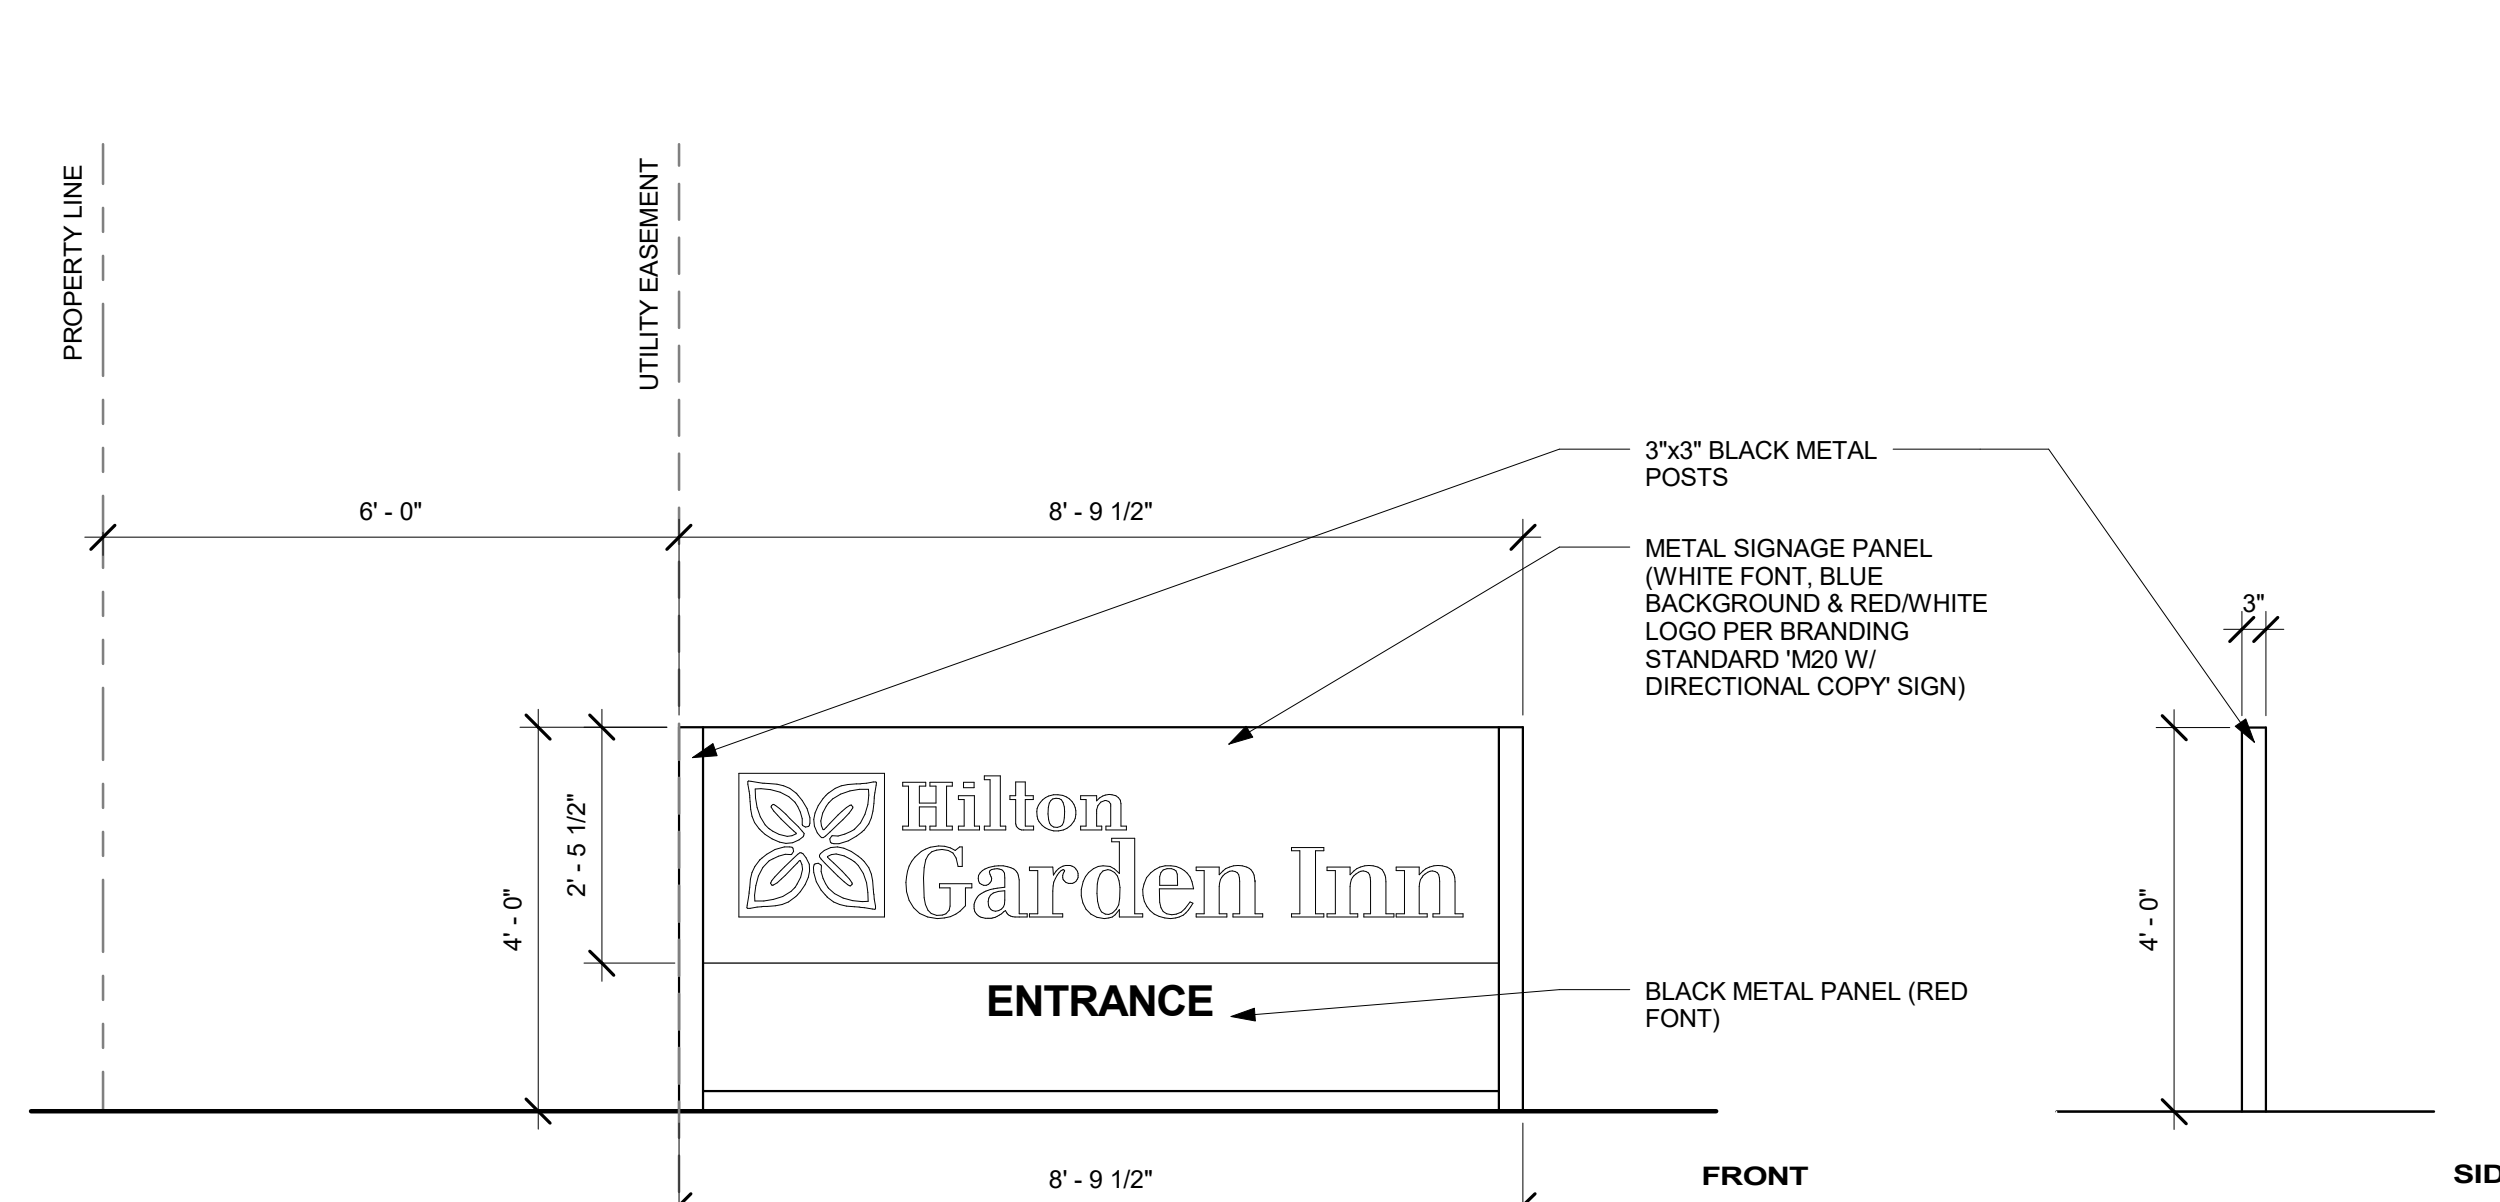 PROPERTY LINE
UTILITY EASEMENT
6' - 0"
8' - 9 1/2"
3"x3" BLACK METAL
POSTS
METAL SIGNAGE PANEL
(WHITE FONT, BLUE
BACKGROUND & RED/WHITE
LOGO PER BRANDING
STANDARD 'M20 W/
DIRECTIONAL COPY' SIGN)
3"
4' - 0"
2' - 5 1/2"
Hilton
Garden Inn
ENTRANCE
BLACK METAL PANEL (RED
FONT)
4' - 0"
8' - 9 1/2"
FRONT